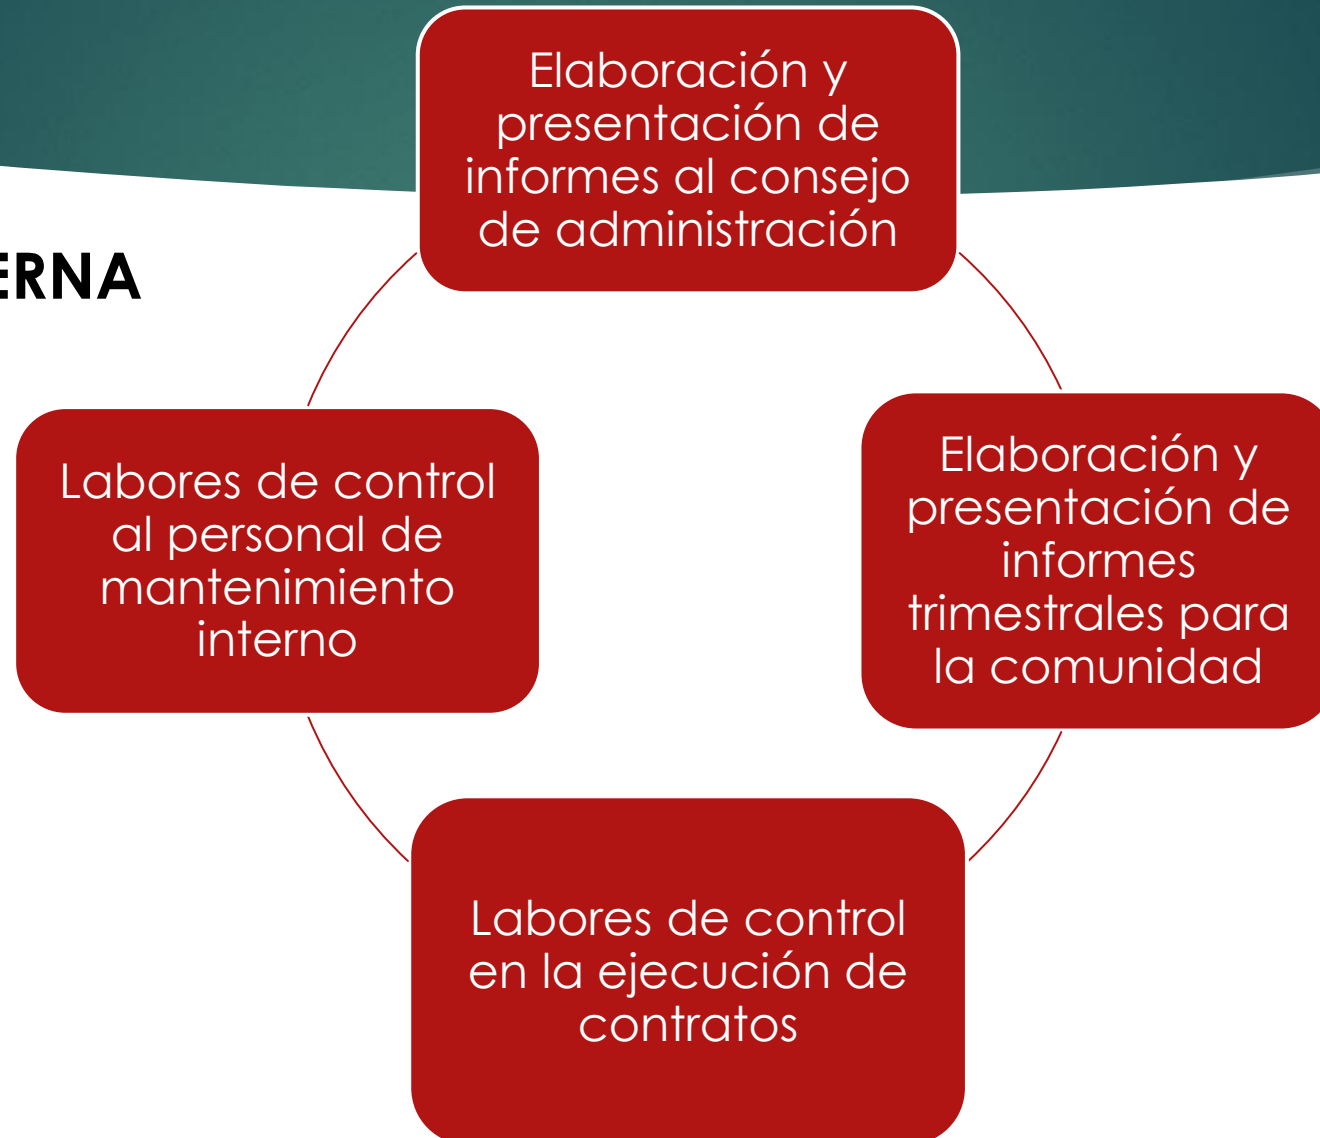 Elaboración y
presentación de
informes al consejo
de administración
ERNA
Labores de control
al personal de
mantenimiento
interno
Elaboración y
presentación de
informes
trimestrales para
la comunidad
Labores de control
en la ejecución de
contratos